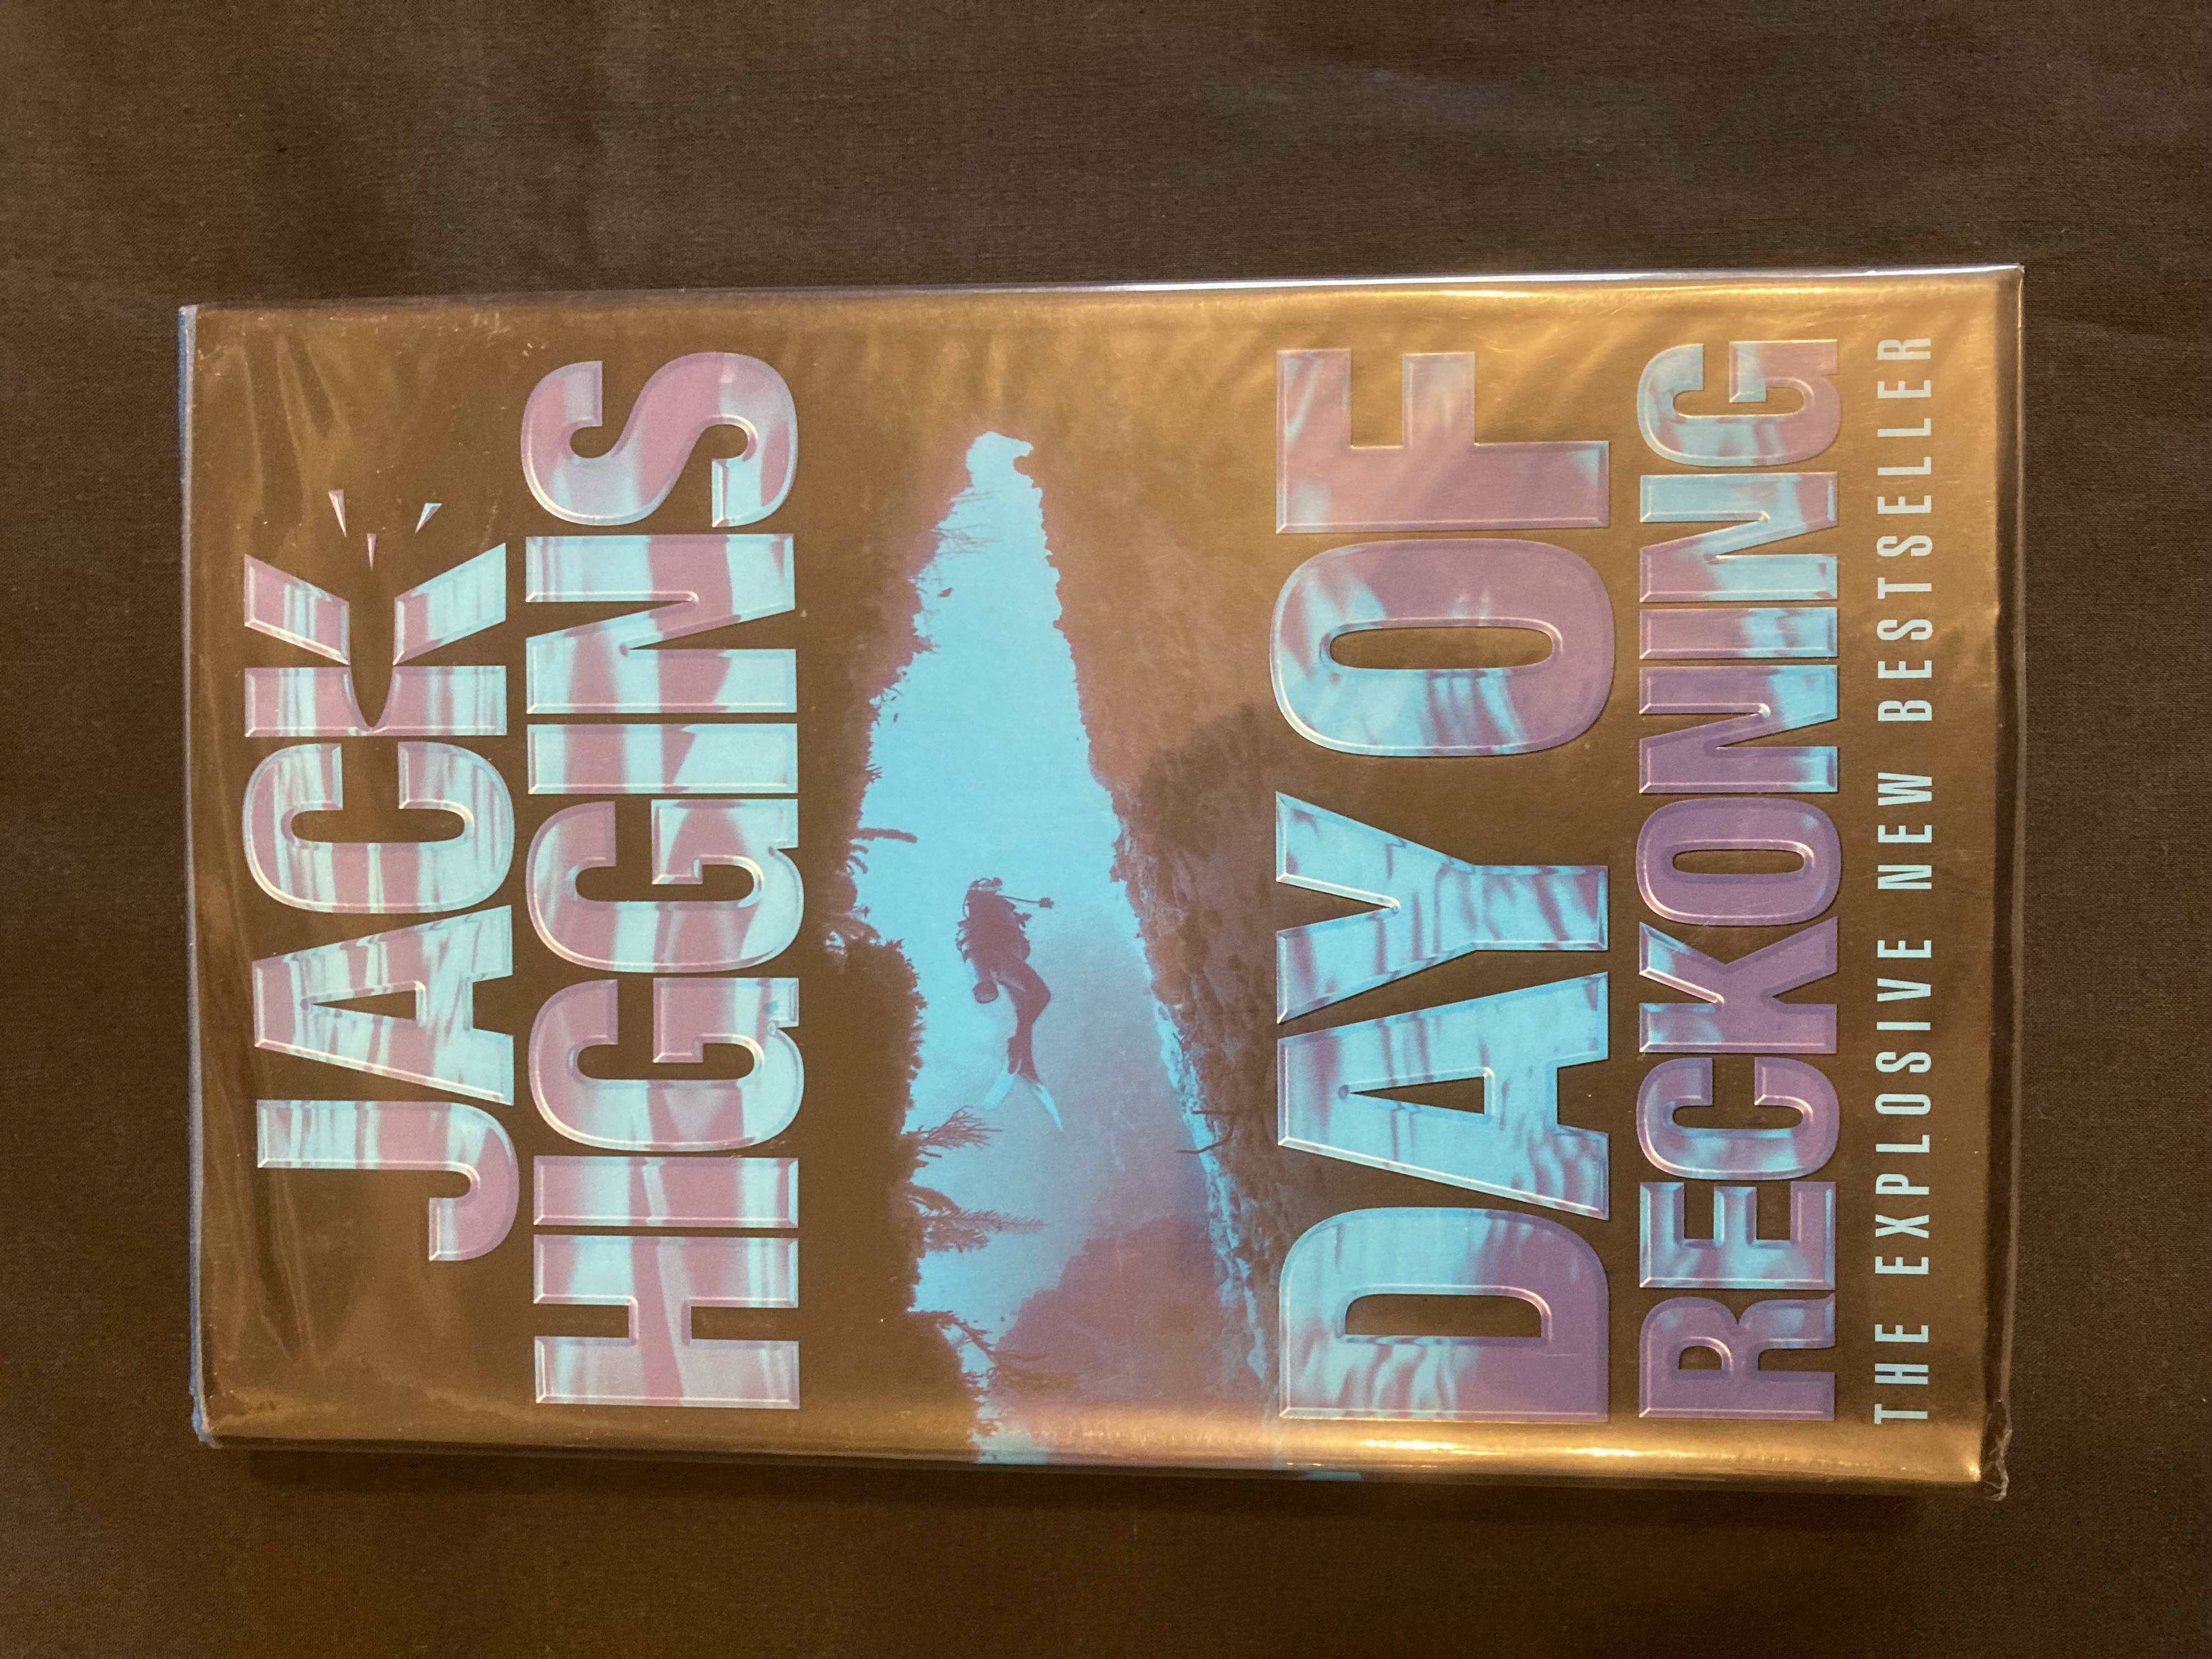 JACK
HIGGINS
DAY OF
RECKONING
THE EXPLOSIVE NEW BESTSELLER